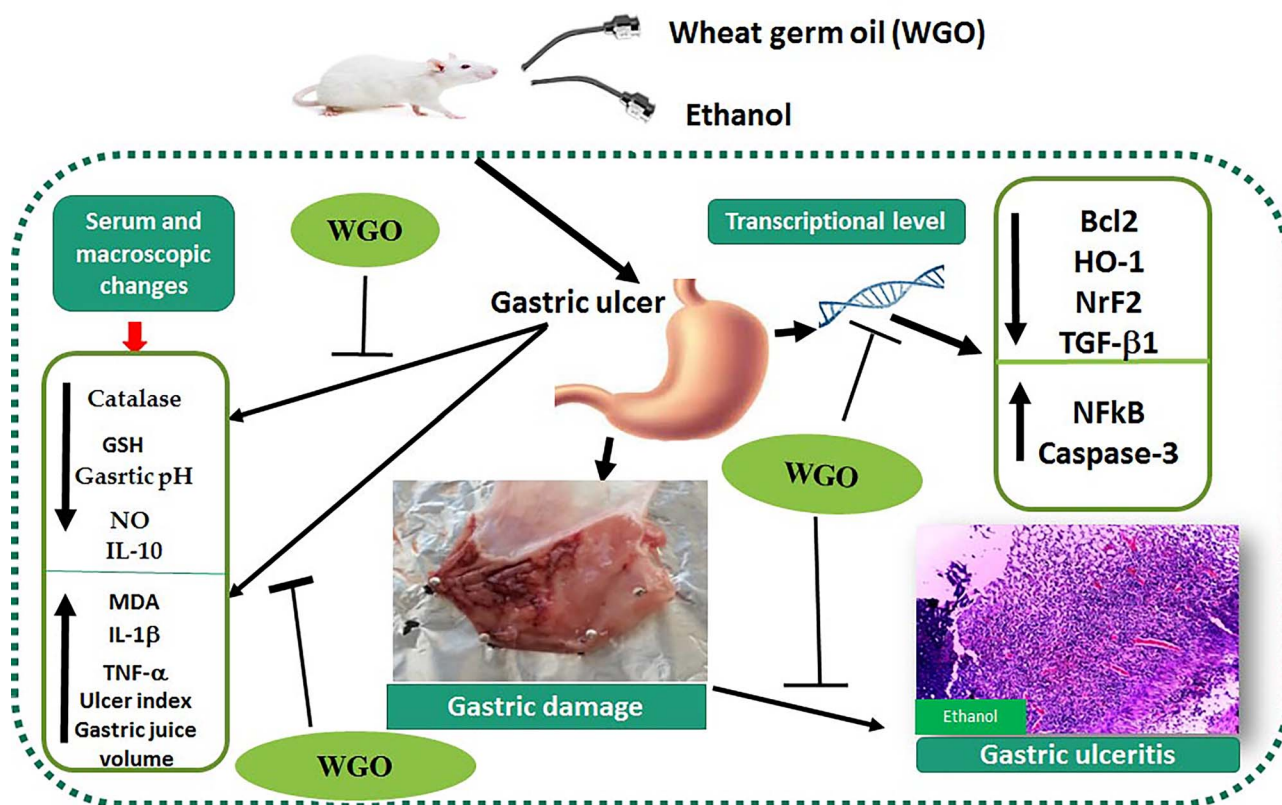 Wheat germ oil (WGO)
Ethanol
Serum and
macroscopic
changes
WGO
Transcriptional level
Gastric ulcer
Bcl2
HO-1
NrF2
TGF-β1
NFkB
Caspase-3
Catalase
GSH
Gasrtic pH
NO
IL-10
MDA
IL-1β
TNF-α
Ulcer index
Gastric juice
volume
WGO
WGO
Gastric damage
Ethanol
Gastric ulceritis